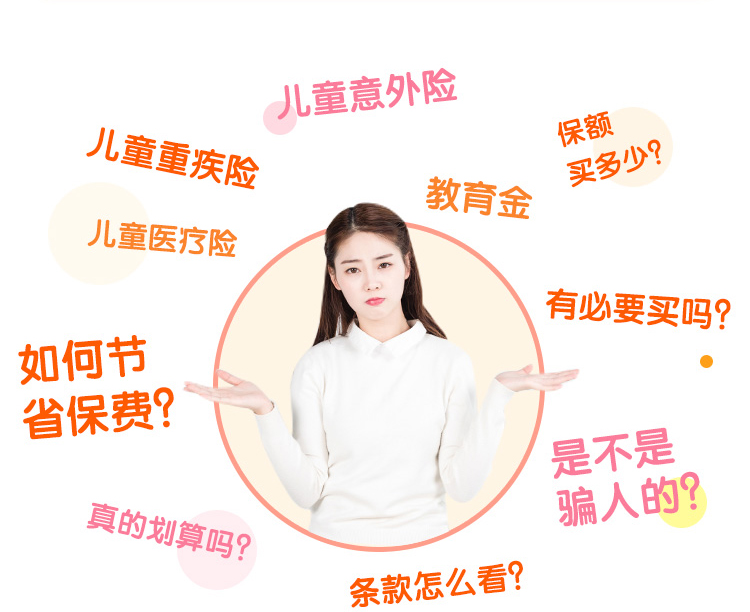 儿童意外险
保额
买多少?
儿童重疾险
教育金
儿童医疗险
有必要买吗?
如何节
省保费?
是不是
骗人的?
真的划算吗?
条款怎么看?